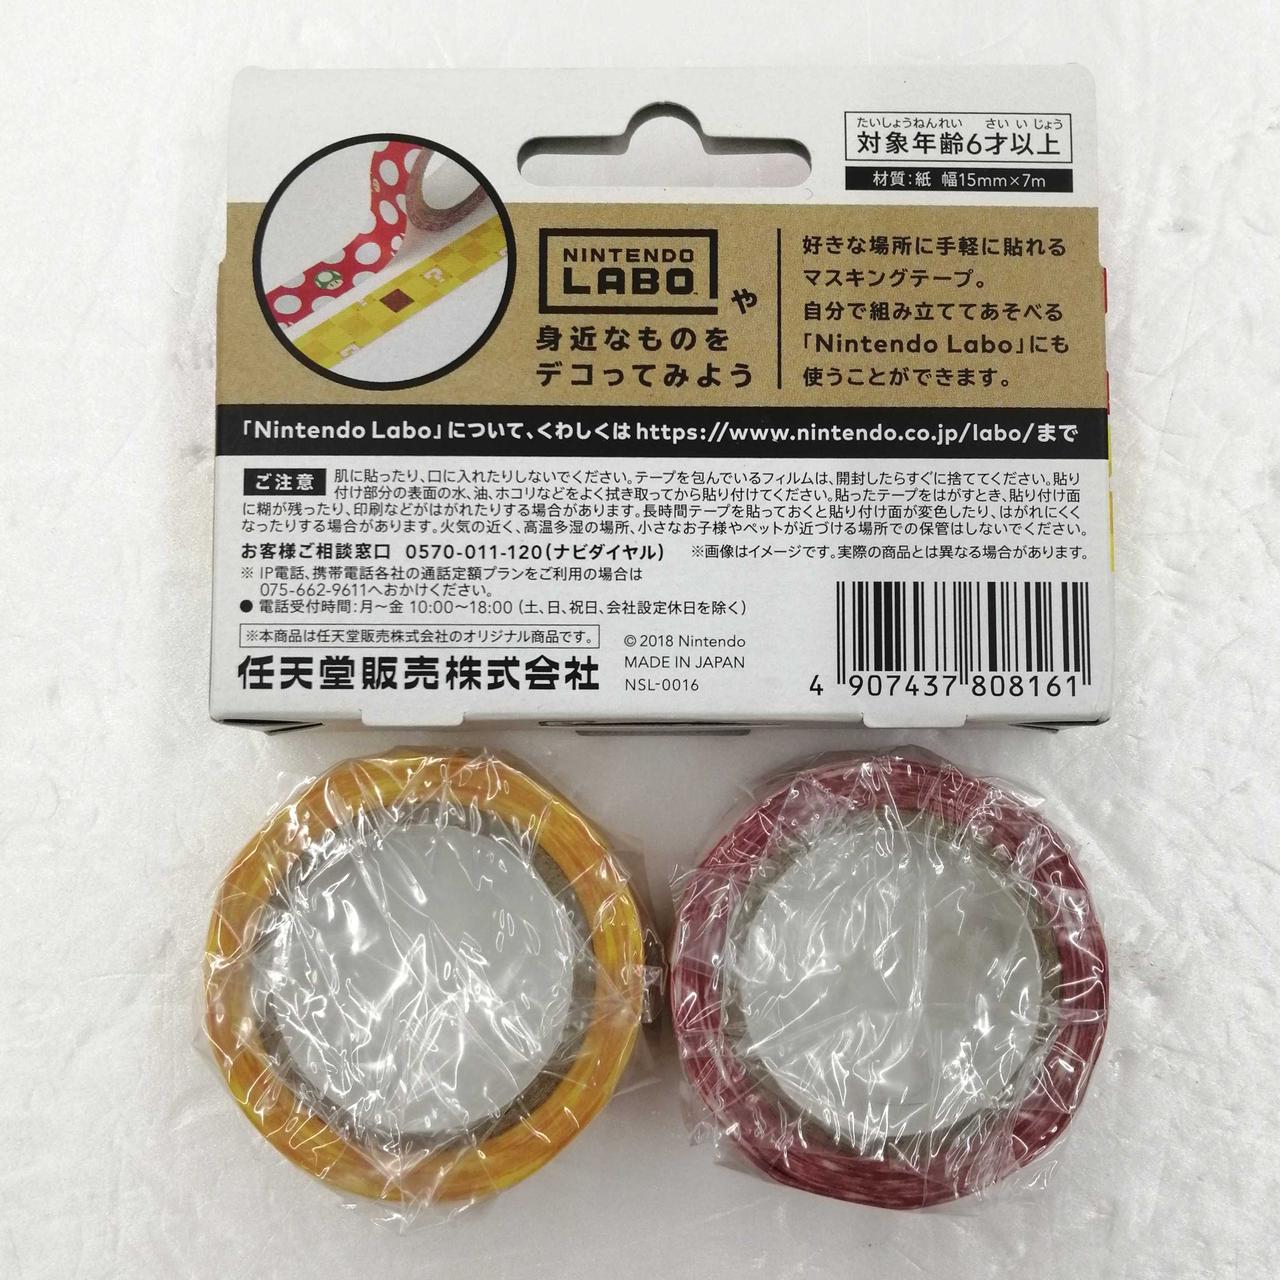 たいしょうねんれい　さい い じょう
対象年齢6才以上
材質:紙 幅15mm×7m
NINTENDO
LABO
や
身近なものを
デコってみよう
好きな場所に手軽に貼れる
マスキングテープ。
自分で組み立ててあそべる
「Nintendo Labo」にも
使うことができます。
「Nintendo Labo」について、くわしくはhttps://www.nintendo.co.jp/labo/まで
ご注意
肌に貼ったり、口に入れたりしないでください。テープを包んでいるフィルムは、開封したらすぐに捨ててください。貼り
付け部分の表面の水、油、ホコリなどをよく拭き取ってから貼り付けてください。貼ったテープをはがすとき、貼り付け面
に糊が残ったり、印刷などがはがれたりする場合があります。長時間テープを貼っておくと貼り付け面が変色したり、はがれにくく
なったりする場合があります。火気の近く、高温多湿の場所、小さなお子様やペットが近づける場所での保管はしないでください。
お客様ご相談窓口 0570-011-120(ナビダイヤル) ※画像はイメージです。実際の商品とは異なる場合があります。
※ IP電話、携帯電話各社の通話定額プランをご利用の場合は
075-662-9611へおかけください。
● 電話受付時間:月〜金 10:00〜18:00 (土、日、祝日、会社設定休日を除く)
※本商品は任天堂販売株式会社のオリジナル商品です。
任天堂販売株式会社
© 2018 Nintendo
MADE IN JAPAN
NSL-0016
4 907437 808161